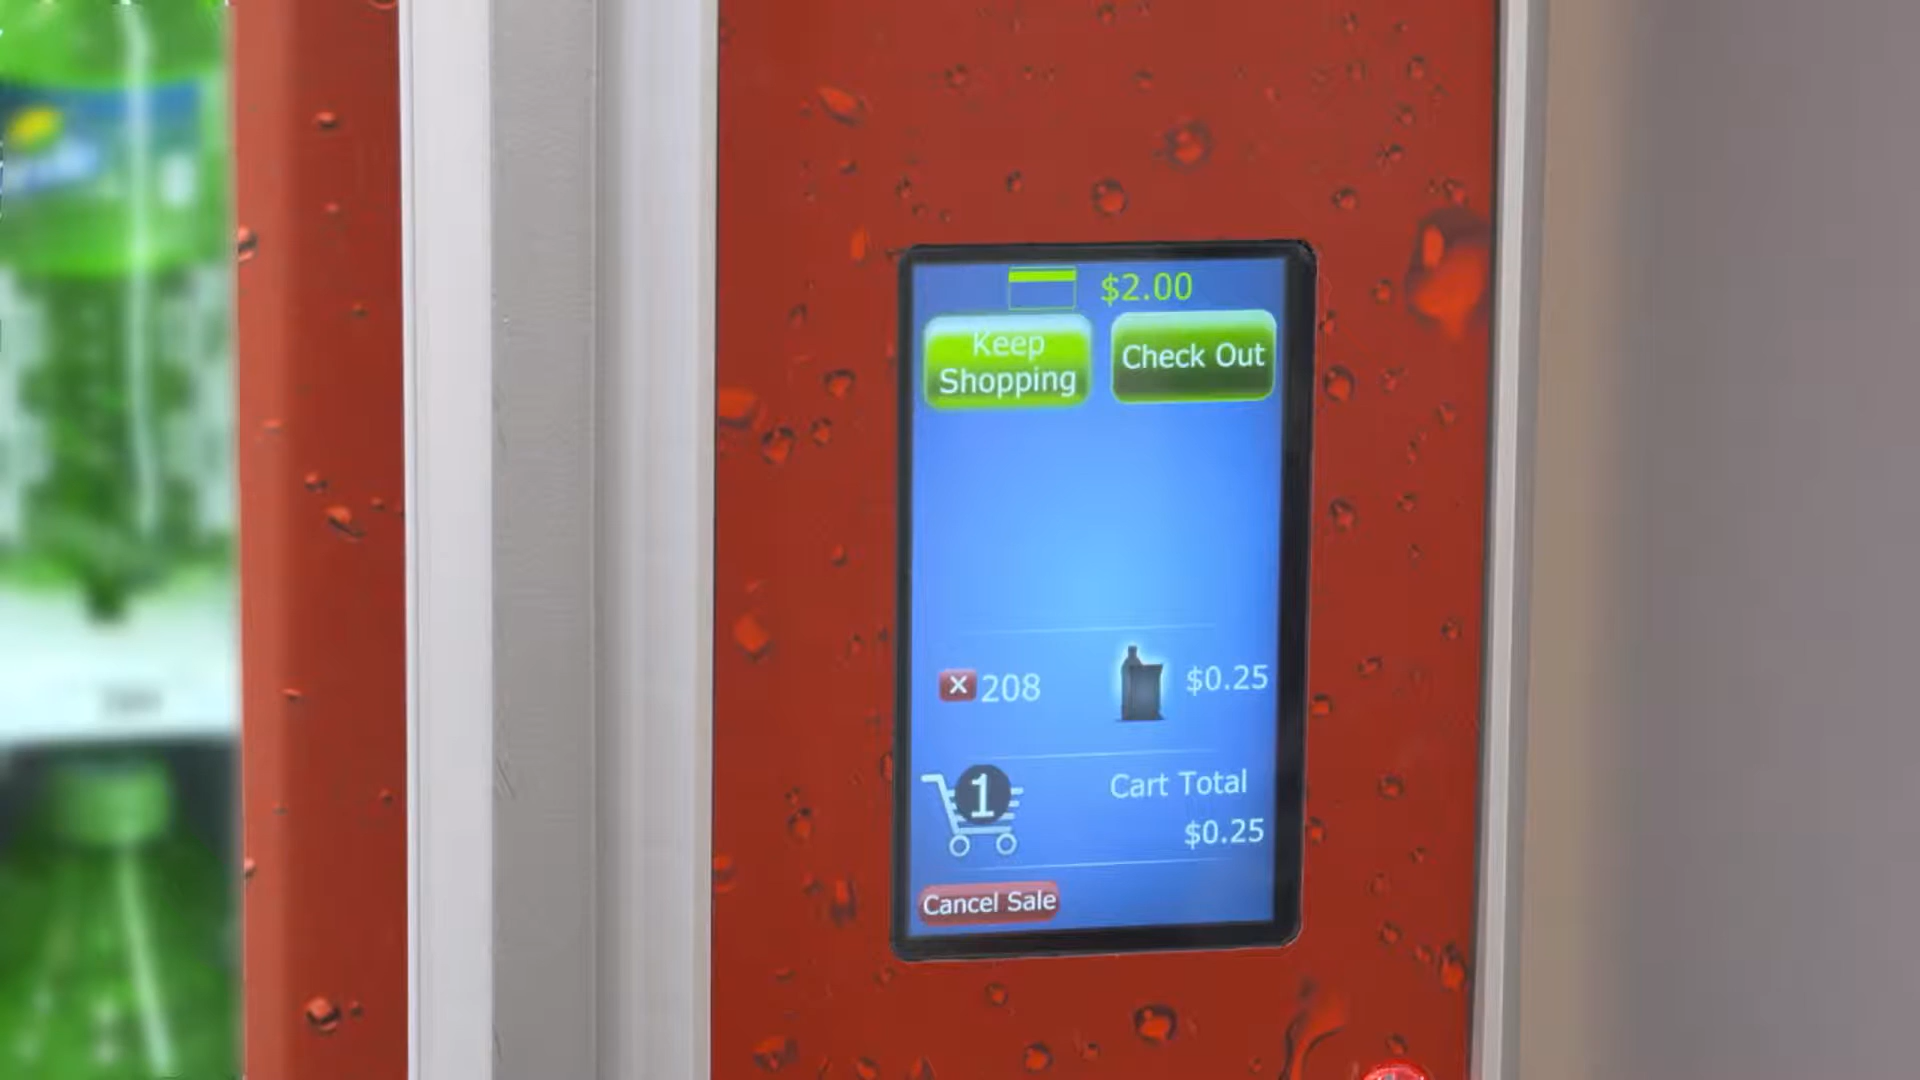 $2.00
Keep
Shopping
Check Out
X 208
$0.25
1
Cart Total
$0.25
Cancel Sale